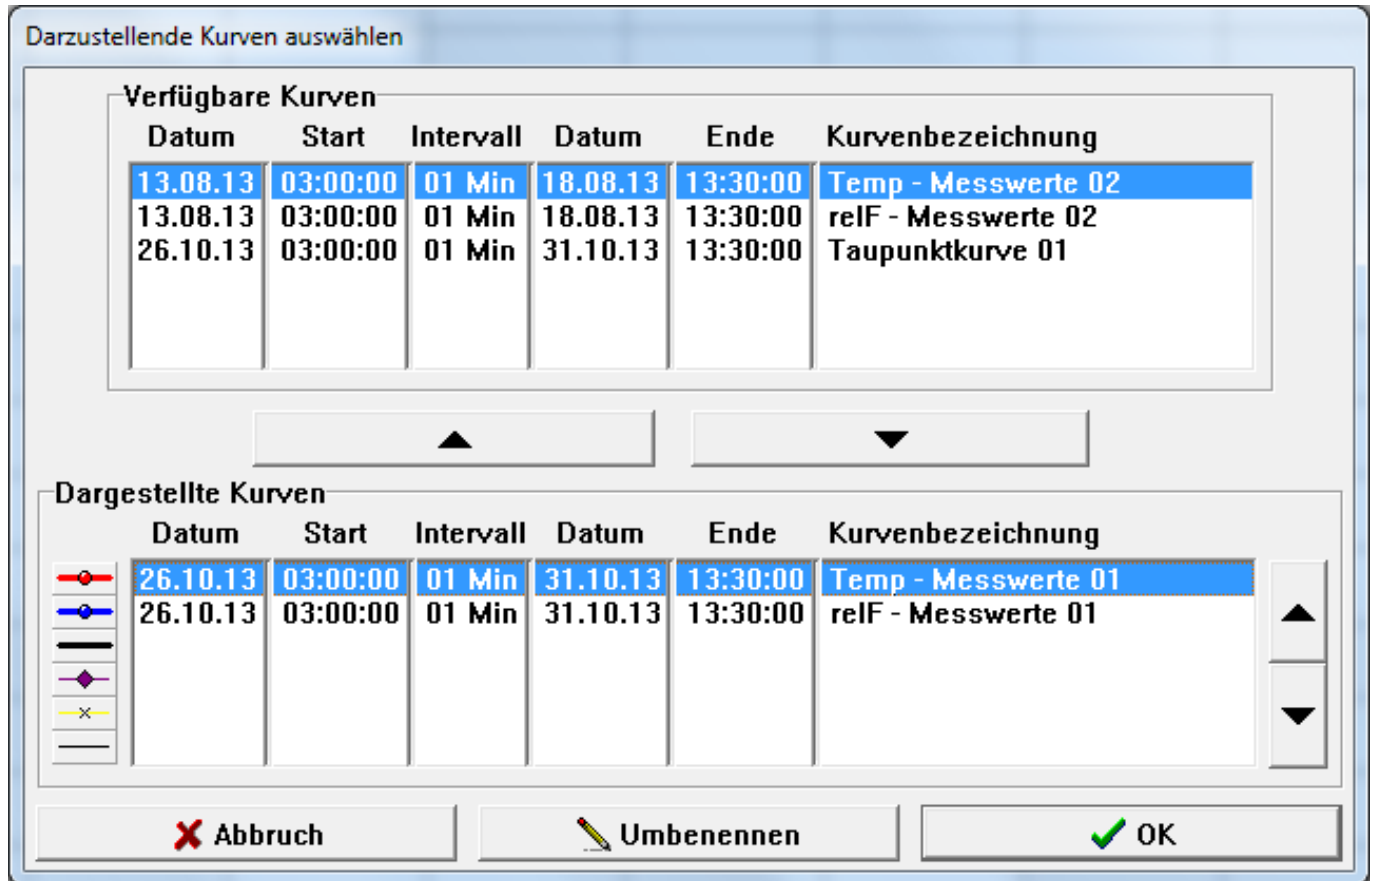 Darzustellende Kurven auswählen
Verfügbare Kurven
Datum Start Intervall Datum Ende Kurvenbezeichnung
13.08.13 03:00:00 01 Min 18.08.13 13:30:00 Temp - Messwerte 02
13.08.13 03:00:00 01 Min 18.08.13 13:30:00 relF - Messwerte 02
26.10.13 03:00:00 01 Min 31.10.13 13:30:00 Taupunktkurve 01
Dargestellte Kurven
Datum Start Intervall Datum Ende Kurvenbezeichnung
26.10.13 03:00:00 01 Min 31.10.13 13:30:00 Temp - Messwerte 01
26.10.13 03:00:00 01 Min 31.10.13 13:30:00 relF - Messwerte 01
Abbruch Umbenennen OK